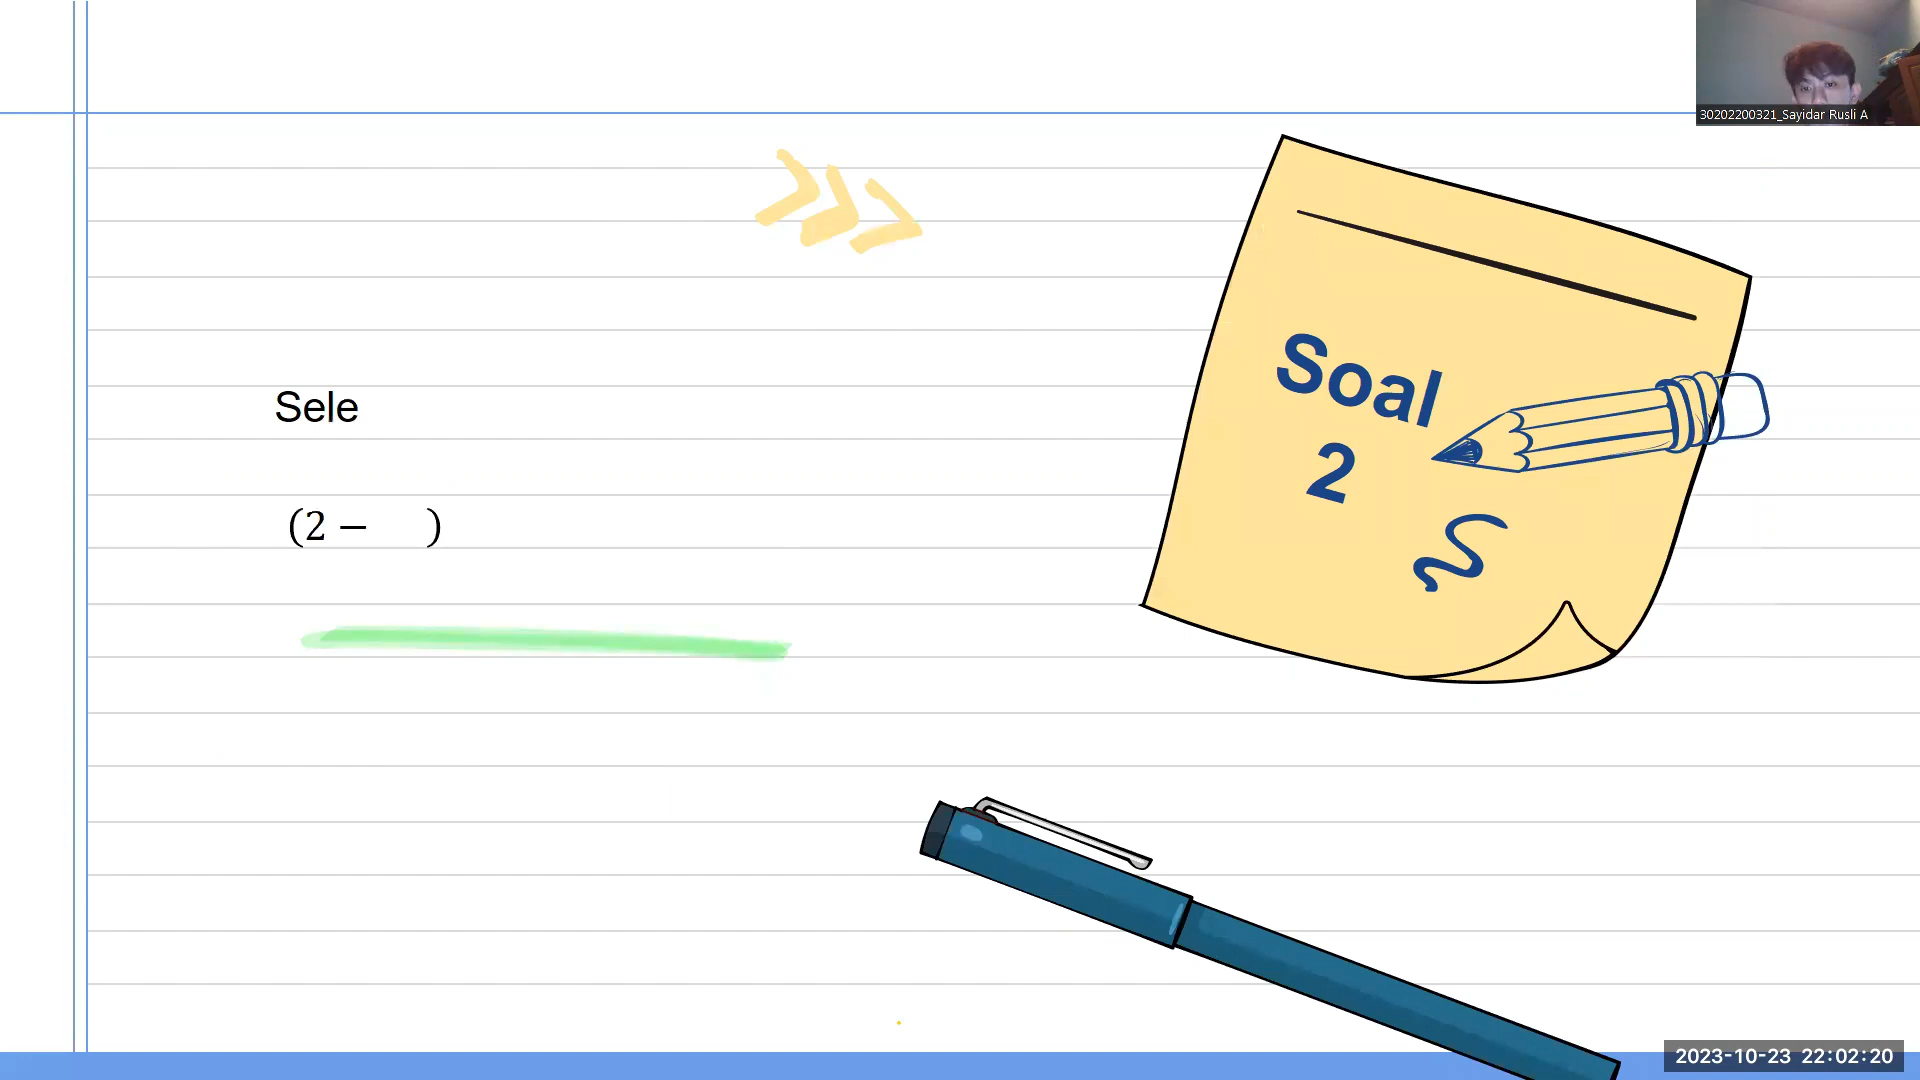 30202200321_Sayidar Rusli A
Soal
2
Sele
(2 −    )
2023-10-23 22:02:20